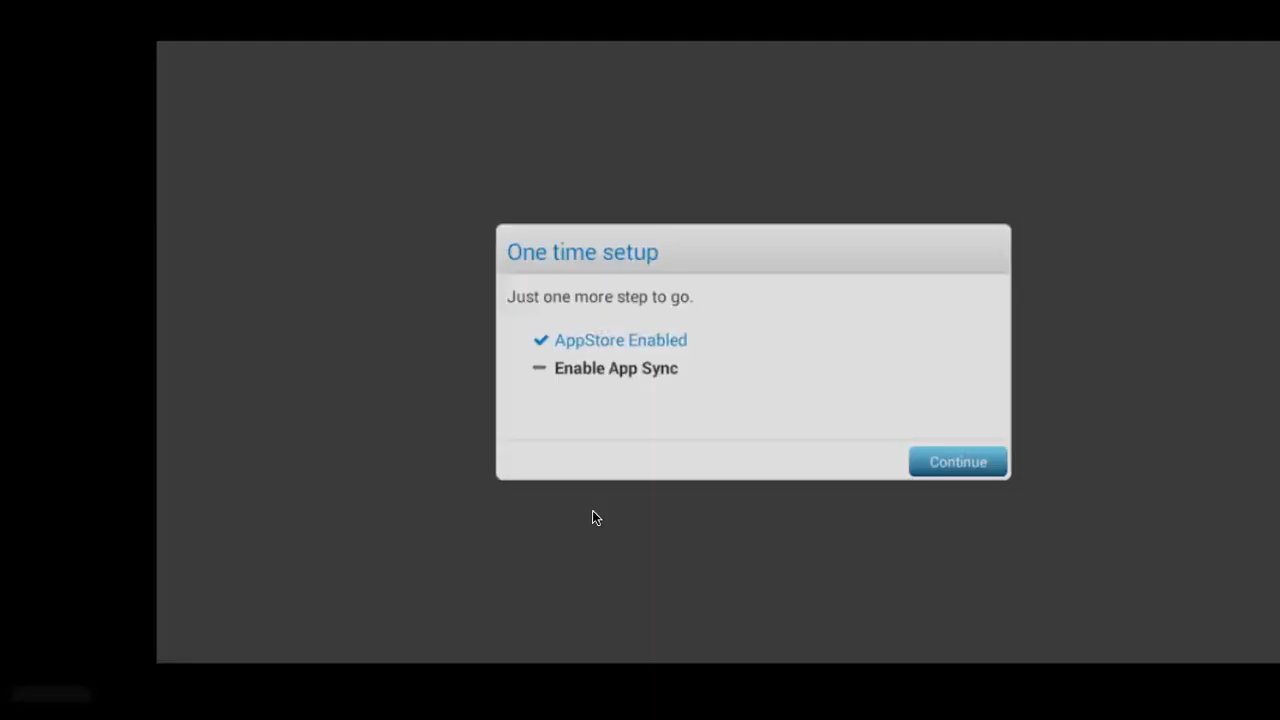 One time setup
Just one more step to go.
AppStore Enabled
Enable App Sync
Continue